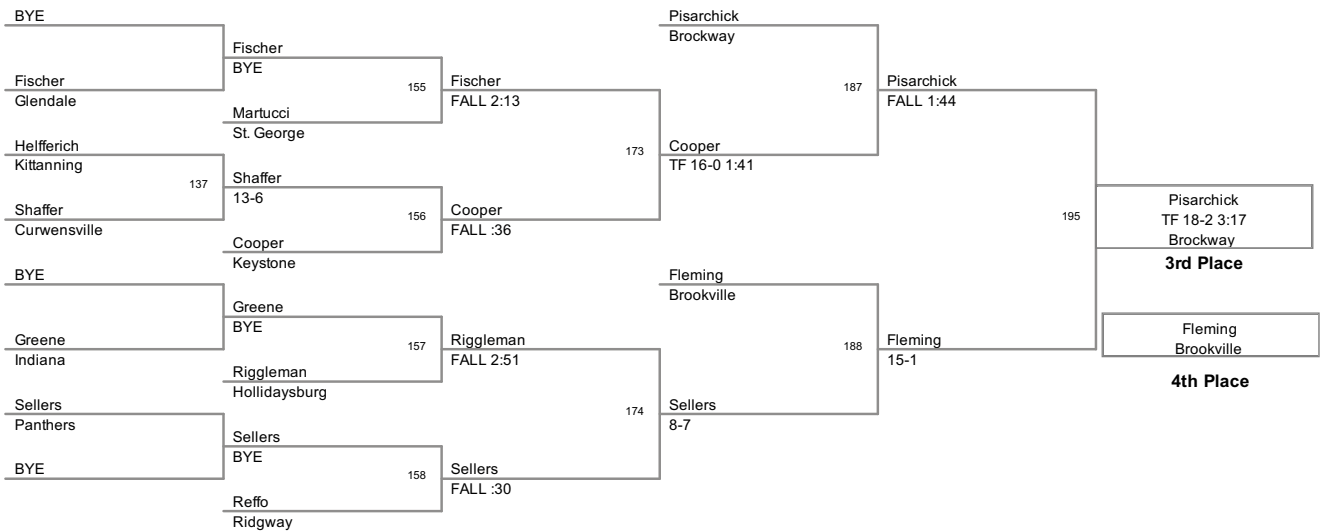 BYE
Fischer
BYE
Fischer
Glendale
155
Fischer
FALL 2:13
Martucci
St. George
Helfferich
Kittanning
137
Shaffer
13-6
Shaffer
Curwensville
156
Cooper
FALL :36
Cooper
Keystone
173
Pisarchick
Brockway
187
Pisarchick
FALL 1:44
Cooper
TF 16-0 1:41
BYE
Greene
BYE
Greene
Indiana
157
Riggleman
FALL 2:51
Riggleman
Hollidaysburg
Sellers
Panthers
Sellers
BYE
BYE
158
Sellers
FALL :30
Reffo
Ridgway
174
Fleming
Brookville
188
Fleming
15-1
Sellers
8-7
195
Pisarchick
TF 18-2 3:17
Brockway
3rd Place
Fleming
Brookville
4th Place